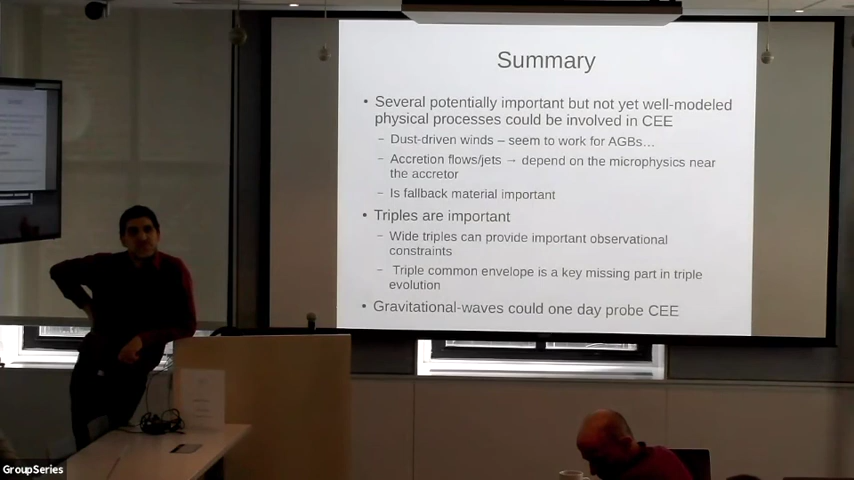 Summary
• Several potentially important but not yet well-modeled
physical processes could be involved in CEE
– Dust-driven winds – seem to work for AGBs…
– Accretion flows/jets → depend on the microphysics near
the accretor
– Is fallback material important
• Triples are important
– Wide triples can provide important observational
constraints
– Triple common envelope is a key missing part in triple
evolution
• Gravitational-waves could one day probe CEE
GroupSeries